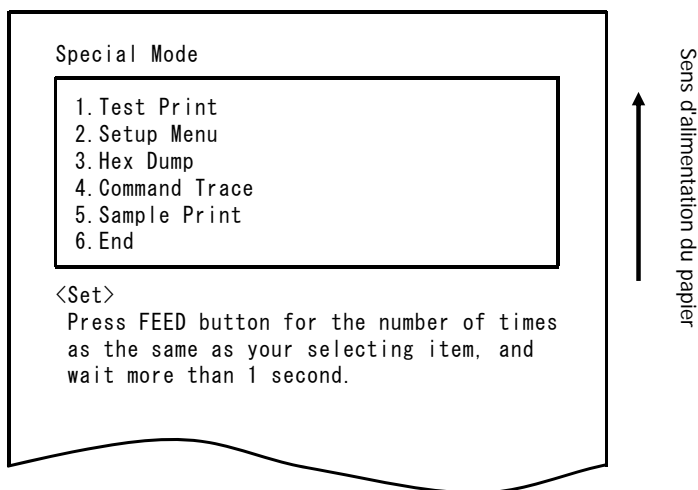 Special Mode
1.Test Print
2.Setup Menu
3.Hex Dump
4.Command Trace
5.Sample Print
6.End
<Set>
Press FEED button for the number of times
as the same as your selecting item, and
wait more than 1 second.
Sens d'alimentation du papier